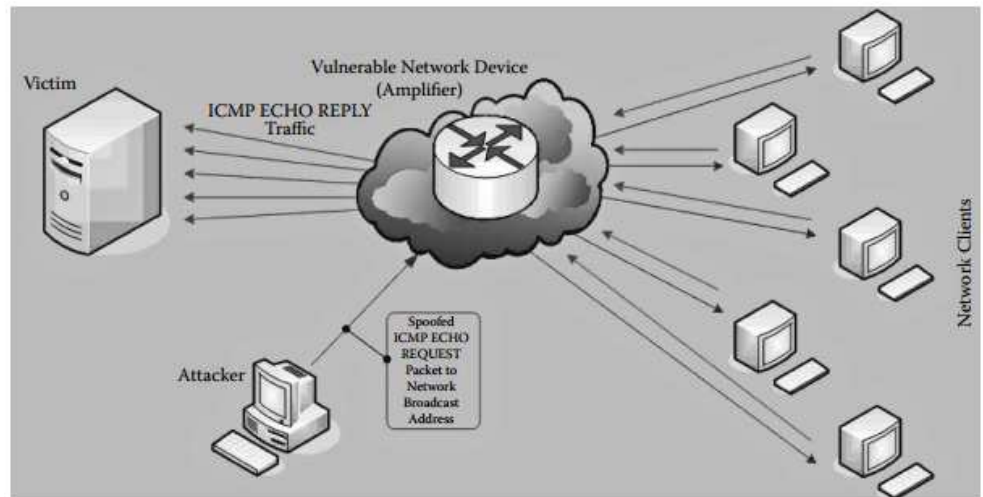 Victim
Vulnerable Network Device
(Amplifier)
ICMP ECHO REPLY
Traffic
Network Clients
Attacker
Spoofed
ICMP ECHO
REQUEST
Packet to
Network
Broadcast
Address